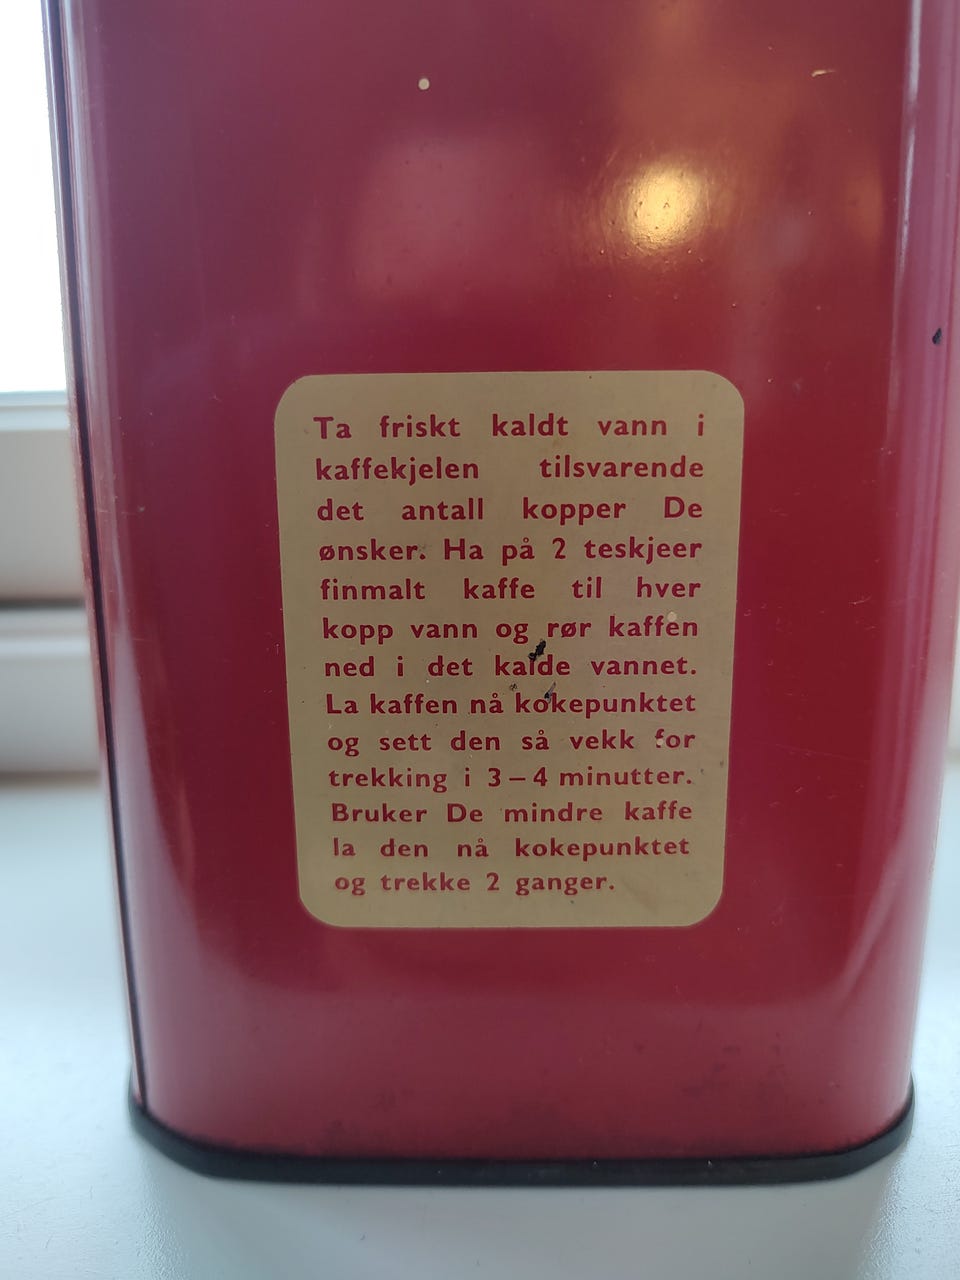 Ta friskt kaldt vann i
kaffekjelen tilsvarende
det antall kopper De
ønsker. Ha på 2 teskjeer
finmalt kaffe til hver
kopp vann og rør kaffen
ned i det kalde vannet.
La kaffen nå kokepunktet
og sett den så vekk for
trekking i 3–4 minutter.
Bruker De mindre kaffe
la den nå kokepunktet
og trekke 2 ganger.